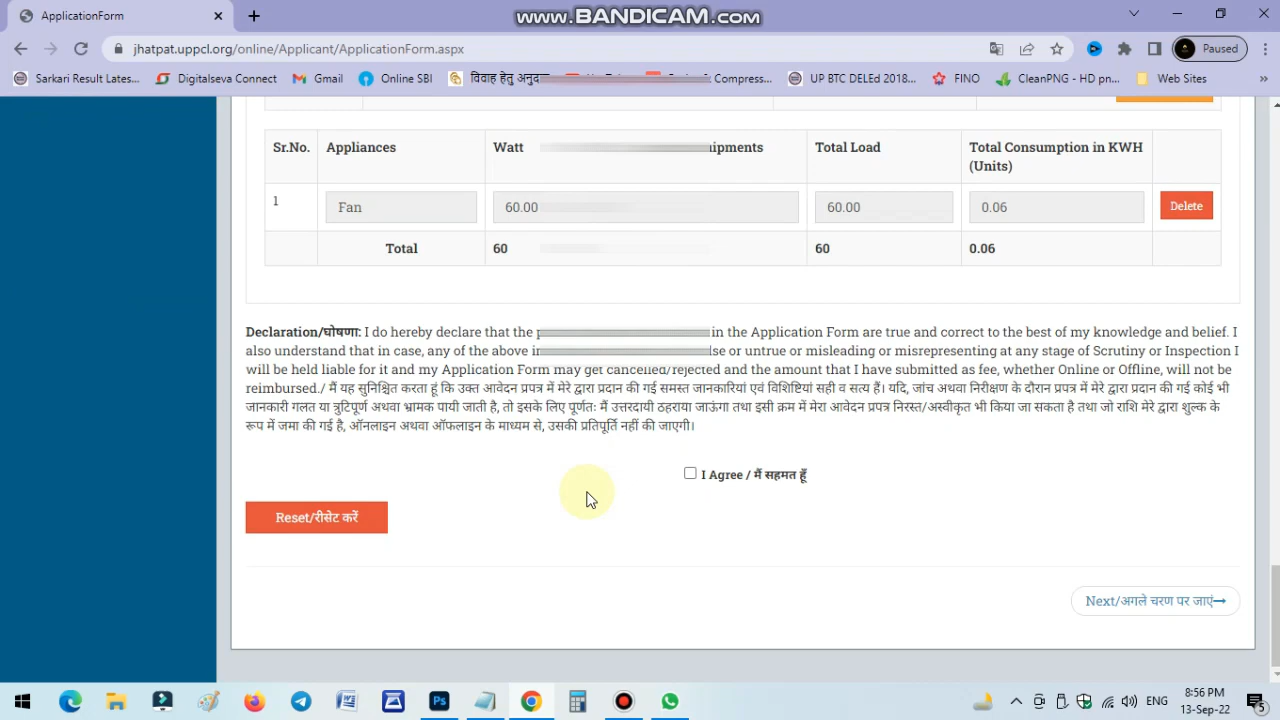 ApplicationForm
www.BANDICAM.com
jhatpat.uppcl.org/online/Applicant/ApplicationForm.aspx
Paused
Sarkari Result Lates... Digitalseva Connect Gmail Online SBI विवाह हेतु अनुद Compress... UP BTC DELEd 2018... FINO CleanPNG - HD pn... Web Sites
Sr.No. Appliances Watt Total Load Total Consumption in KWH
(Units)
1 Fan 60.00 60.00 0.06 Delete
Total 60 60 0.06
Declaration/घोषणा: I do hereby declare that the in the Application Form are true and correct to the best of my knowledge and belief. I
also understand that in case, any of the above or untrue or misleading or misrepresenting at any stage of Scrutiny or Inspection I
will be held liable for it and my Application Form may get cancelled/rejected and the amount that I have submitted as fee, whether Online or Offline, will not be
reimbursed./ मैं यह सुनिश्चित करता हूं कि उक्त आवेदन प्रपत्र में मेरे द्वारा प्रदान की गई समस्त जानकारियां एवं विशिष्टियां सही व सत्य हैं। यदि, जांच अथवा निरीक्षण के दौरान प्रपत्र में मेरे द्वारा प्रदान की गई कोई भी
जानकारी गलत या त्रुटिपूर्ण अथवा भ्रामक पायी जाती है, तो इसके लिए पूर्णतः मैं उत्तरदायी ठहराया जाऊंगा तथा इसी क्रम में मेरा आवेदन प्रपत्र निरस्त/अस्वीकृत भी किया जा सकता है तथा जो राशि मेरे द्वारा शुल्क के
रूप में जमा की गई है, ऑनलाइन अथवा ऑफलाइन के माध्यम से, उसकी प्रतिपूर्ति नहीं की जाएगी।
I Agree / मैं सहमत हूँ
Reset/रीसेट करें
Next/अगले चरण पर जाएं
ENG
8:56 PM
13-Sep-22
5